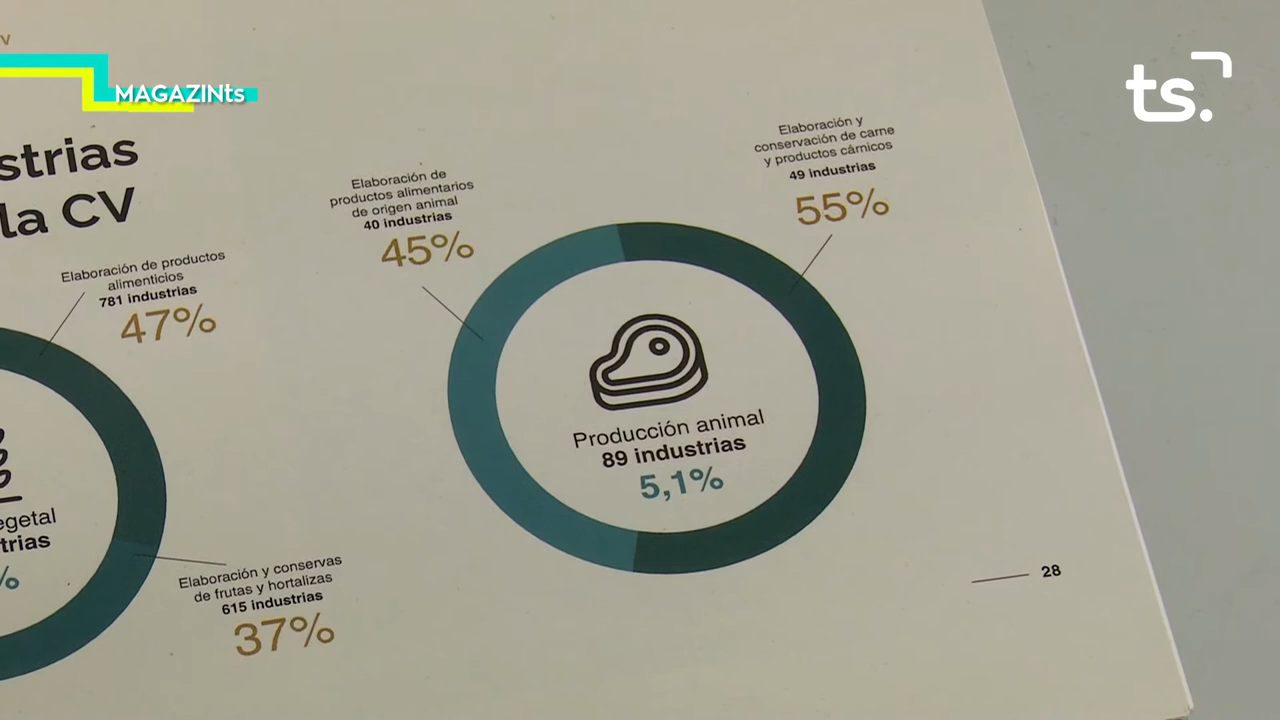 MAGAZINts
ts.
strias
la CV
Elaboración de productos
alimenticios
781 industrias
47%
egetal
trias
%
Elaboración y conservas
de frutas y hortalizas
615 industrias
37%
Elaboración de
productos alimentarios
de origen animal
40 industrias
45%
Elaboración y
conservación de carne
y productos cárnicos
49 industrias
55%
Producción animal
89 industrias
5,1%
28